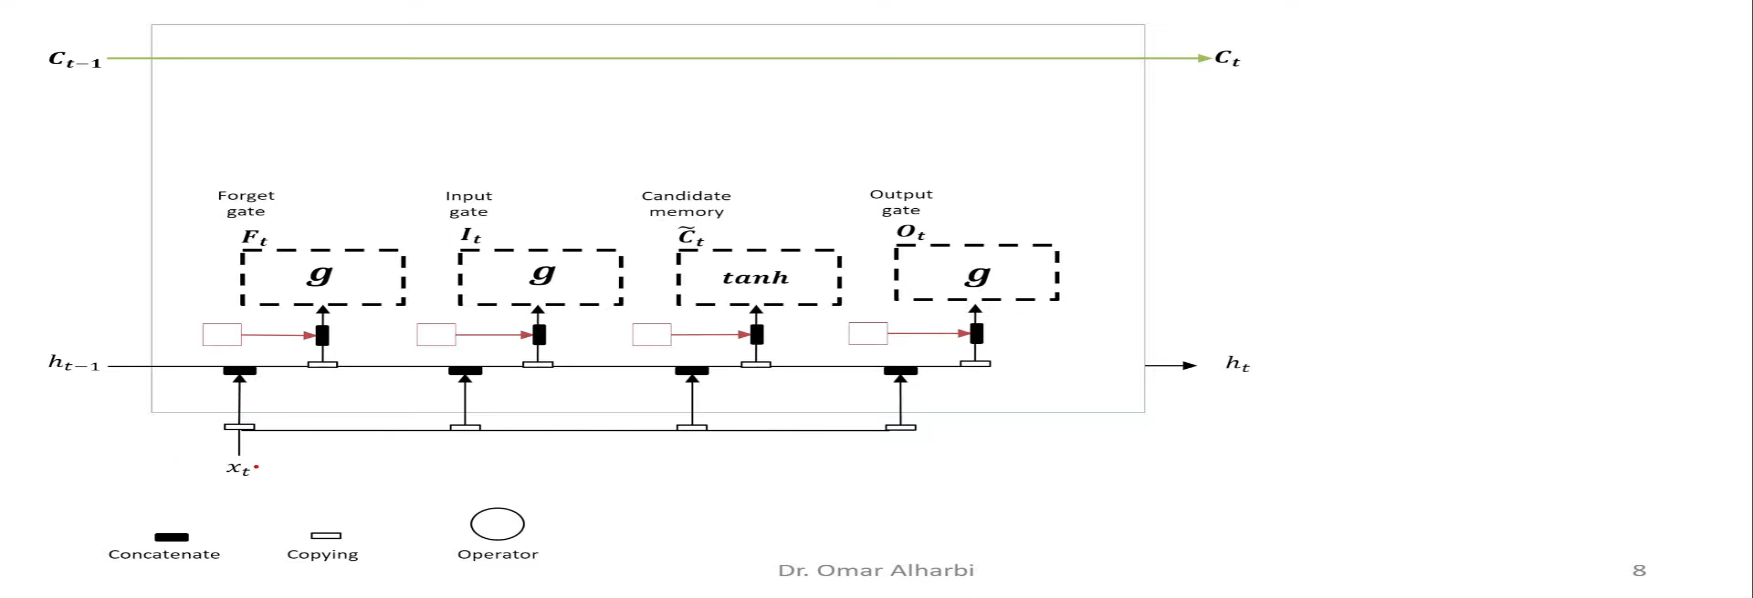 C_{t-1}
C_t
Forget
gate
Input
gate
Candidate
memory
Output
gate
F_t
I_t
C̃_t
O_t
g
g
tanh
g
h_{t-1}
h_t
x_t
Concatenate
Copying
Operator
Dr. Omar Alharbi
8